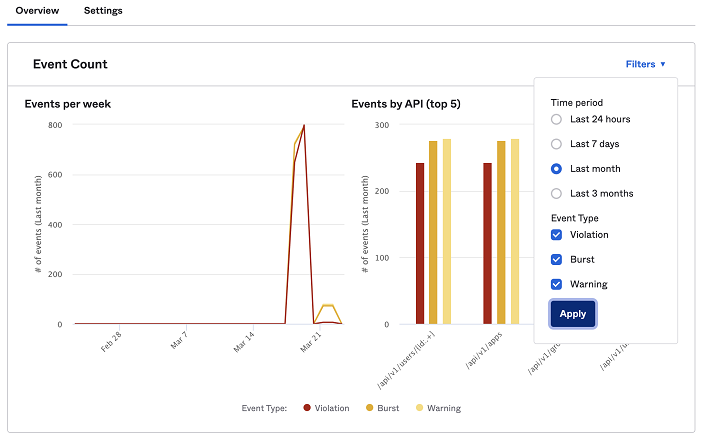 Overview Settings
Event Count
Filters ▼
Events per week
# of events (Last month)
800
600
400
200
0
Feb 28
Mar 7
Mar 14
Mar 21
Events by API (top 5)
# of events (Last month)
300
200
100
0
/api/v1/users/{id:.+}
/api/v1/apps
/api/v1/gro
/api/v1/
Time period
Last 24 hours
Last 7 days
Last month
Last 3 months
Event Type
Violation
Burst
Warning
Apply
Event Type: Violation Burst Warning